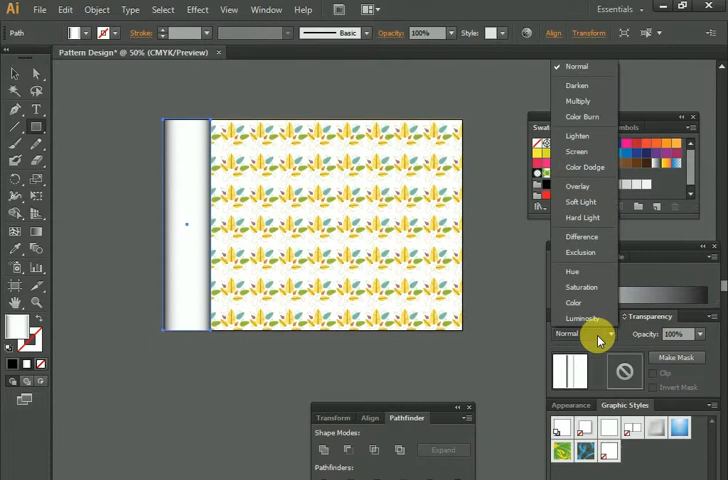 Ai File Edit Object Type Select Effect View Window Help Br Essentials
Path Stroke: Basic Opacity: 100% Style: Align Transform
Pattern Design* @ 50% (CMYK/Preview) ×
Normal
Darken
Multiply
Color Burn
Lighten
Screen
Color Dodge
Overlay
Soft Light
Hard Light
Difference
Exclusion
Hue
Saturation
Color
Luminosity
Swat
ymbols
Transparency
Normal Opacity: 100%
Make Mask
Clip
Invert Mask
Appearance Graphic Styles
Transform Align Pathfinder
Shape Modes:
Expand
Pathfinders: